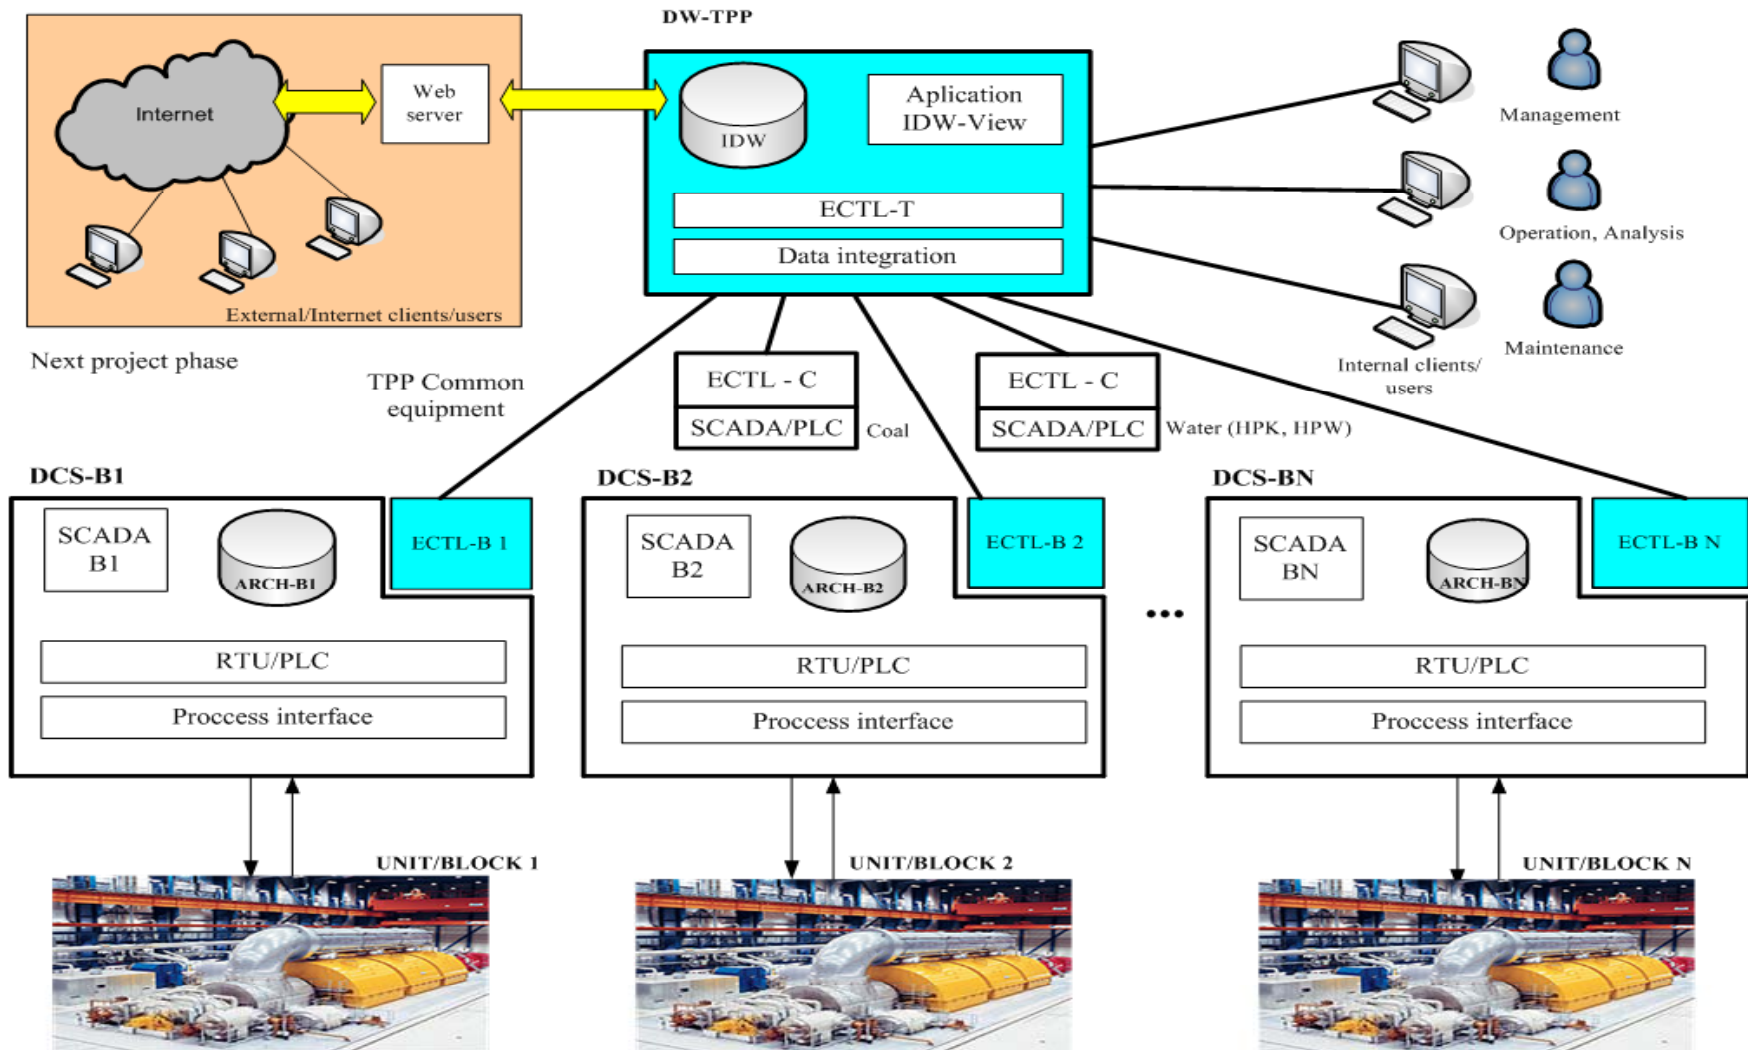 DW-TPP
Internet
Web
server
IDW
Aplication
IDW-View
ECTL-T
Data integration
External/Internet clients/users
Next project phase
Management
Operation, Analysis
Maintenance
Internal clients/
users
TPP Common
equipment
ECTL - C
SCADA/PLC
Coal
ECTL - C
SCADA/PLC
Water (HPK, HPW)
DCS-B1
SCADA
B1
ARCH-B1
ECTL-B 1
RTU/PLC
Proccess interface
DCS-B2
SCADA
B2
ARCH-B2
ECTL-B 2
RTU/PLC
Proccess interface
...
DCS-BN
SCADA
BN
ARCH-BN
ECTL-B N
RTU/PLC
Proccess interface
UNIT/BLOCK 1
UNIT/BLOCK 2
UNIT/BLOCK N